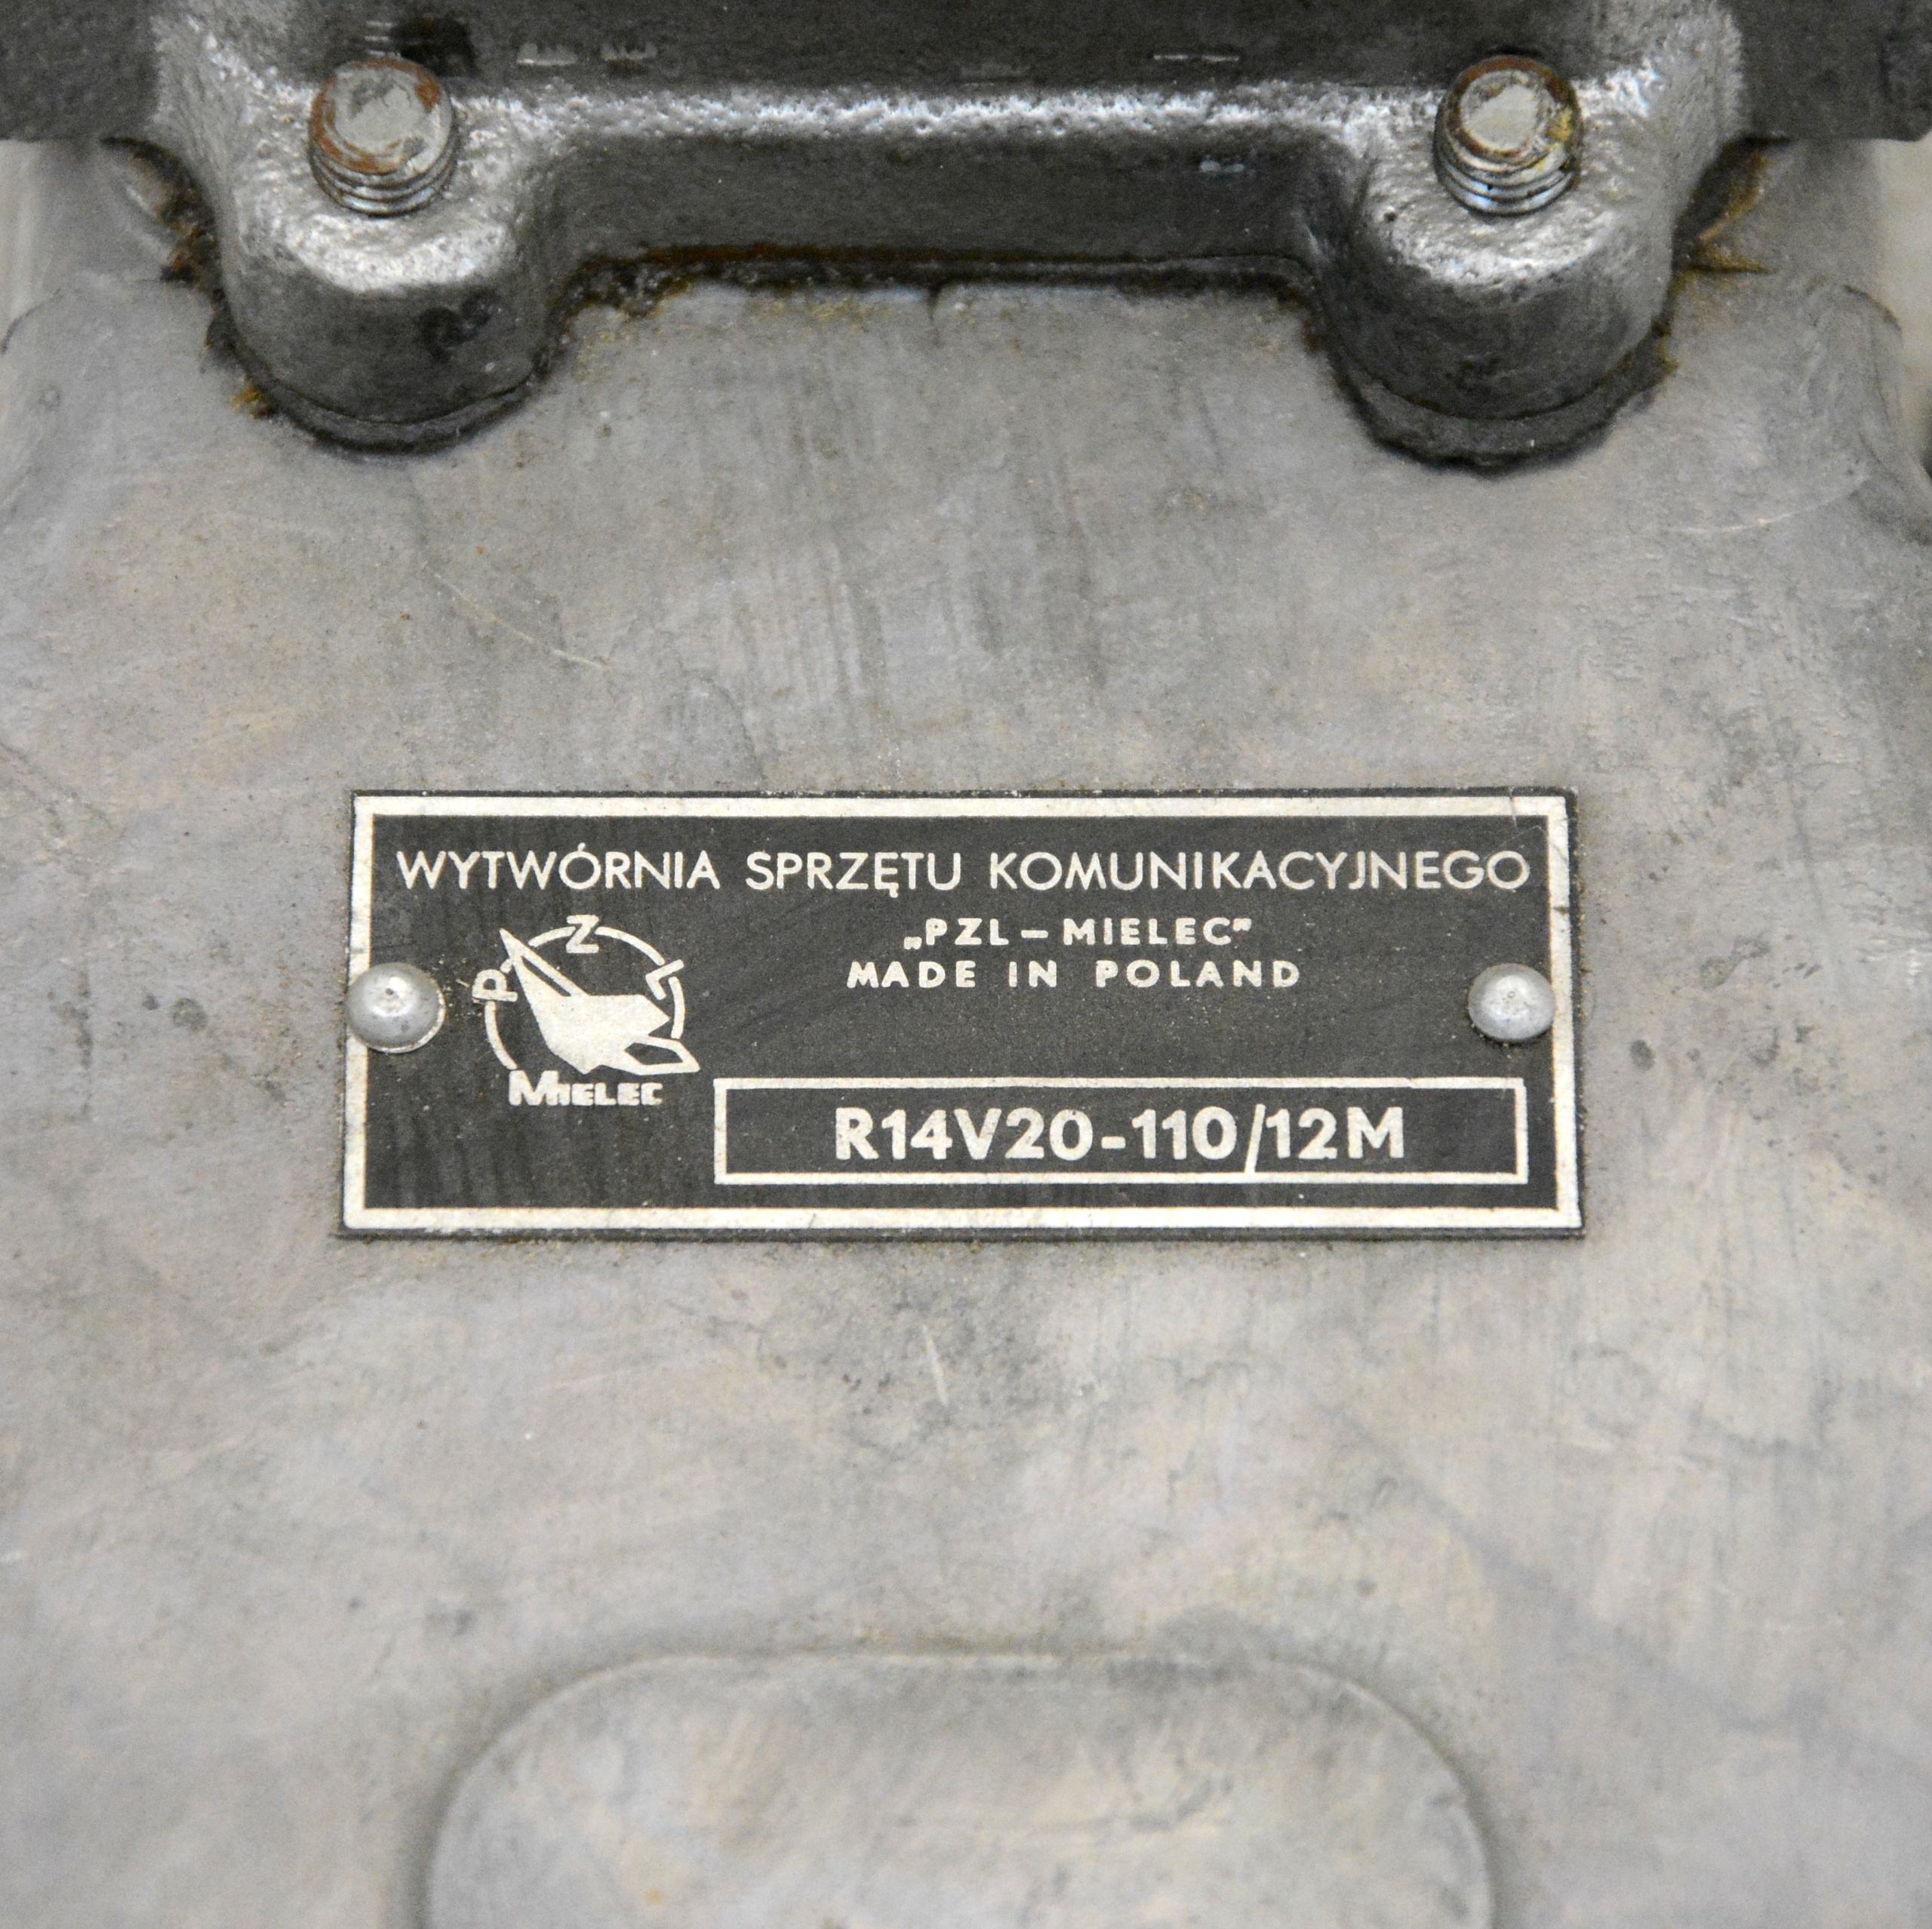 WYTWÓRNIA SPRZĘTU KOMUNIKACYJNEGO
„PZL–MIELEC"
MADE IN POLAND
PZL
MIELEC
R14V20-110/12M